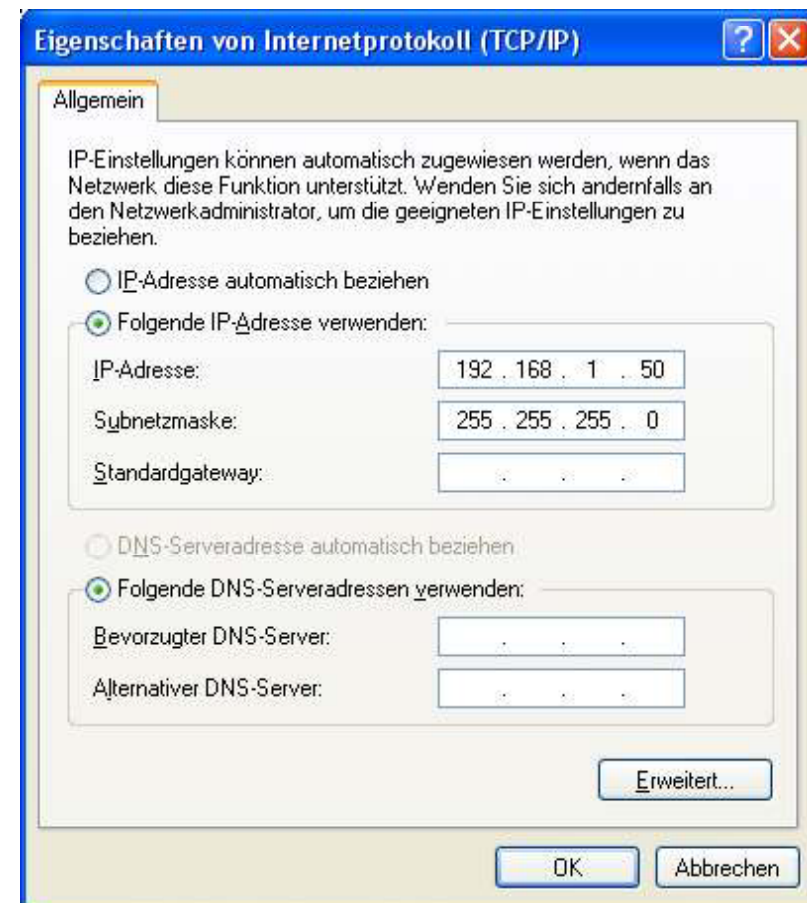 Eigenschaften von Internetprotokoll (TCP/IP)
Allgemein
IP-Einstellungen können automatisch zugewiesen werden, wenn das
Netzwerk diese Funktion unterstützt. Wenden Sie sich andernfalls an
den Netzwerkadministrator, um die geeigneten IP-Einstellungen zu
beziehen.
IP-Adresse automatisch beziehen
Folgende IP-Adresse verwenden:
IP-Adresse: 192 . 168 . 1 . 50
Subnetzmaske: 255 . 255 . 255 . 0
Standardgateway: . . .
DNS-Serveradresse automatisch beziehen
Folgende DNS-Serveradressen verwenden:
Bevorzugter DNS-Server: . . .
Alternativer DNS-Server: . . .
Erweitert...
OK Abbrechen